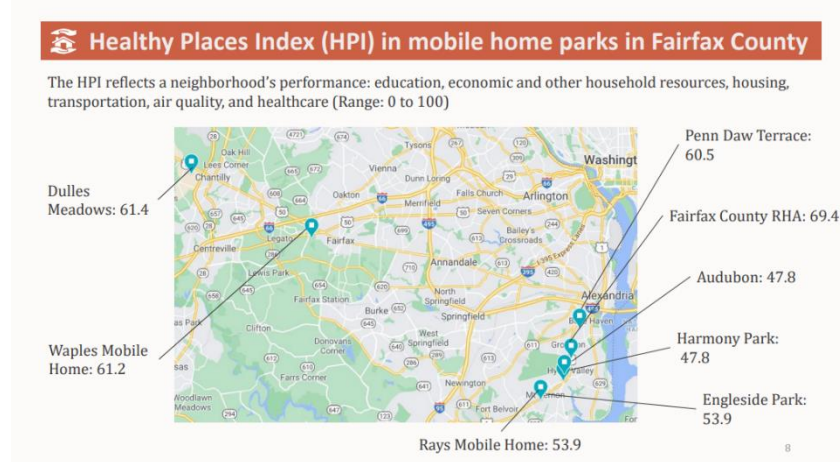 Healthy Places Index (HPI) in mobile home parks in Fairfax County
The HPI reflects a neighborhood's performance: education, economic and other household resources, housing,
transportation, air quality, and healthcare (Range: 0 to 100)
Penn Daw Terrace:
60.5
Dulles
Meadows: 61.4
Fairfax County RHA: 69.4
Audubon: 47.8
Harmony Park:
47.8
Waples Mobile
Home: 61.2
Engleside Park:
53.9
Rays Mobile Home: 53.9
8
Oak Hill
Lees Corner
Chantilly
Tysons
Vienna
Dunn Loring
Washingt
Oakton
Merrifield
Falls Church
Arlington
Seven Corners
Bailey's
Crossroads
Legato
Fairfax
Centreville
Annandale
I-395 Express Lanes
Lewis Park
Fairfax Station
North
Springfield
Burke
Springfield
Alexandria
Clifton
Donovans
Corner
West
Springfield
Farrs Corner
Newington
Woodlawn
Meadows
Fort Belvoir
For